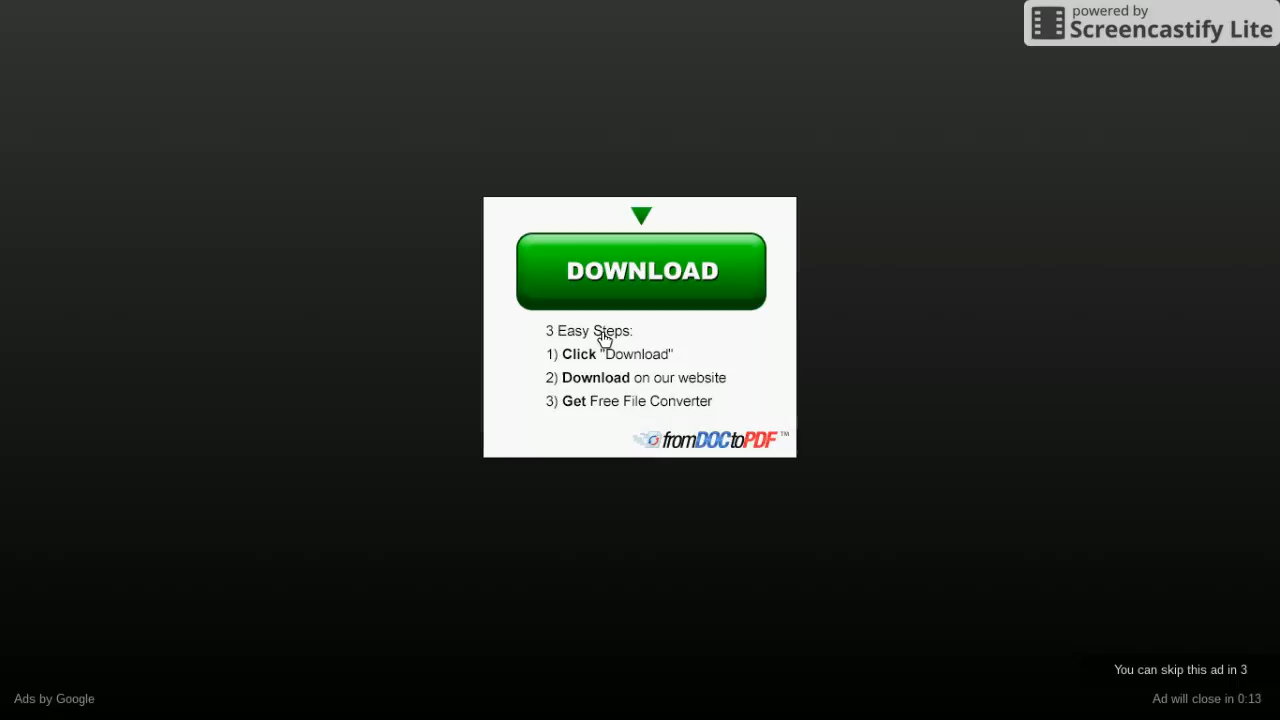 powered by
Screencastify Lite
DOWNLOAD
3 Easy Steps:
1) Click "Download"
2) Download on our website
3) Get Free File Converter
fromDOCtoPDF™
You can skip this ad in 3
Ads by Google
Ad will close in 0:13